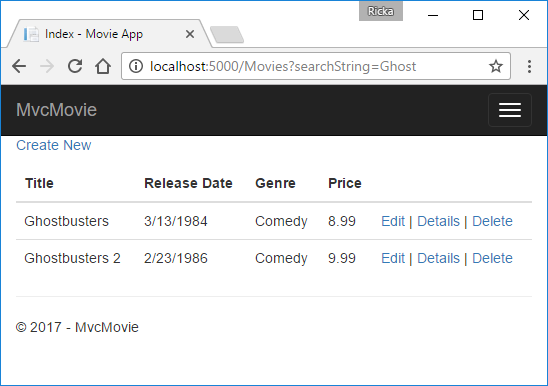 Ricka
Index - Movie App
localhost:5000/Movies?searchString=Ghost
MvcMovie
Create New
Title Release Date Genre Price
Ghostbusters 3/13/1984 Comedy 8.99 Edit | Details | Delete
Ghostbusters 2 2/23/1986 Comedy 9.99 Edit | Details | Delete
© 2017 - MvcMovie